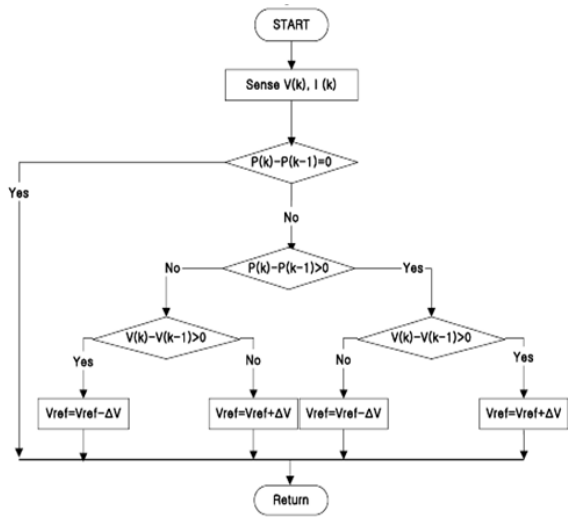 START
Sense V(k), I (k)
P(k)-P(k-1)=0
Yes
No
P(k)-P(k-1)>0
No
Yes
V(k)-V(k-1)>0
V(k)-V(k-1)>0
Yes
No
No
Yes
Vref=Vref-ΔV
Vref=Vref+ΔV
Vref=Vref-ΔV
Vref=Vref+ΔV
Return